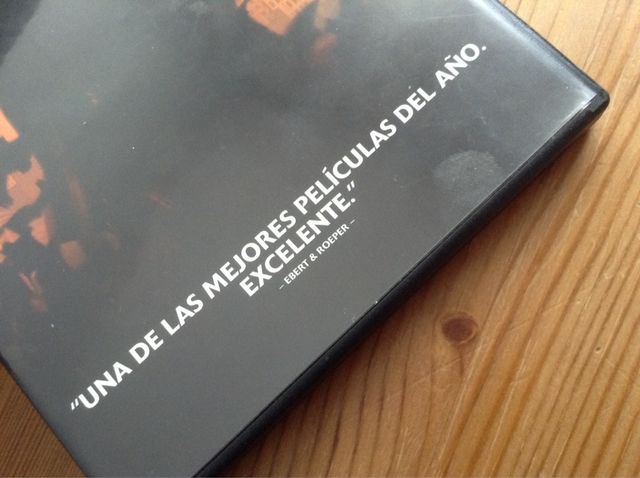 "UNA DE LAS MEJORES PELÍCULAS DEL AÑO.
EXCELENTE."
– EBERT & ROEPER –